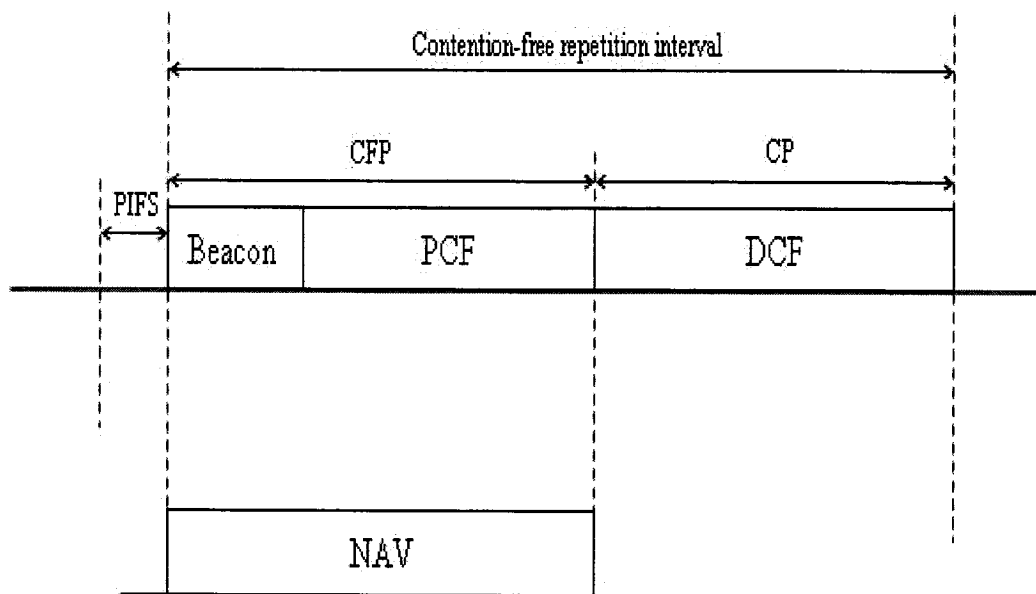 Contention-free repetition interval
CFP
CP
PIFS
Beacon
PCF
DCF
NAV